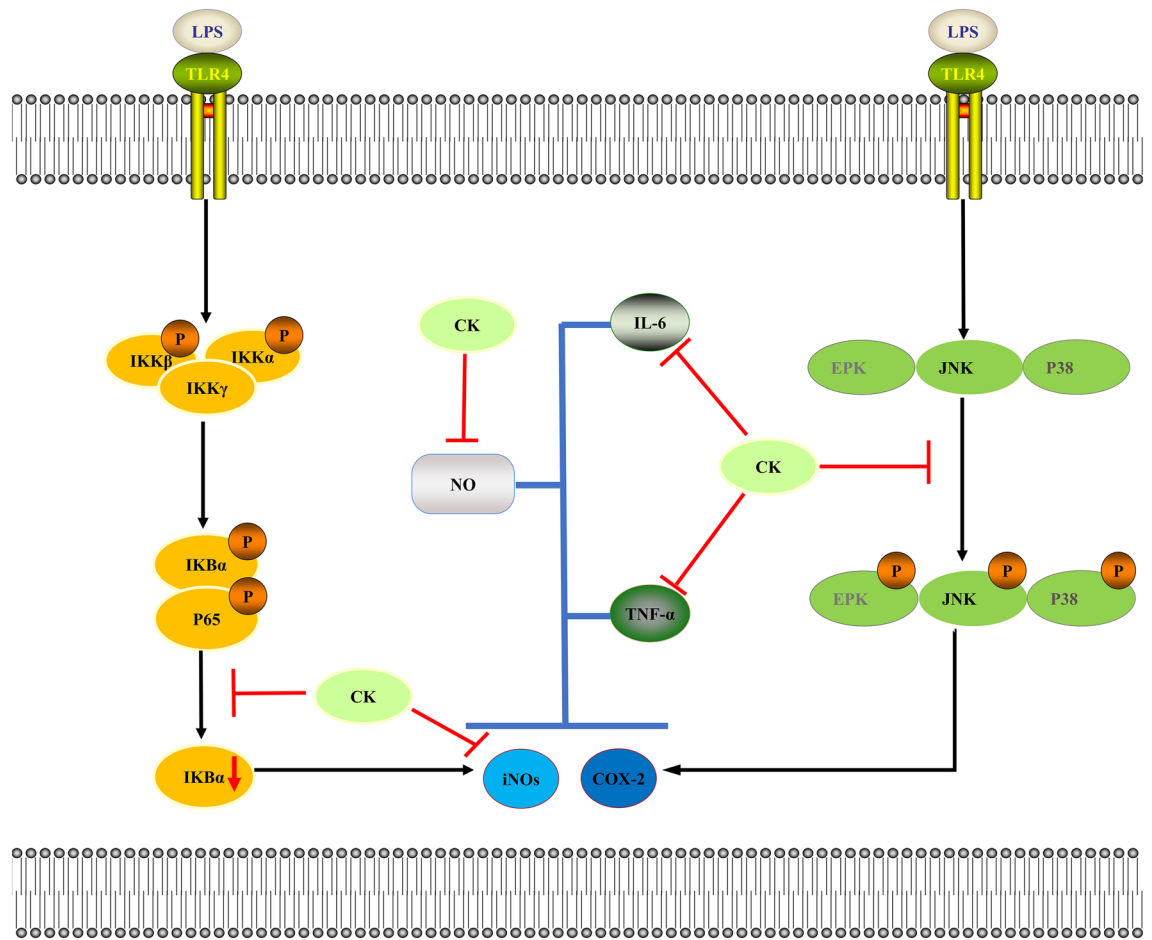 LPS
LPS
TLR4
TLR4
IL-6
CK
P
P
IKKβ
IKKα
IKKγ
EPK
JNK
P38
CK
NO
P
IKBα
P
P65
P
P
P
EPK
JNK
P38
TNF-α
CK
IKBα
iNOs
COX-2